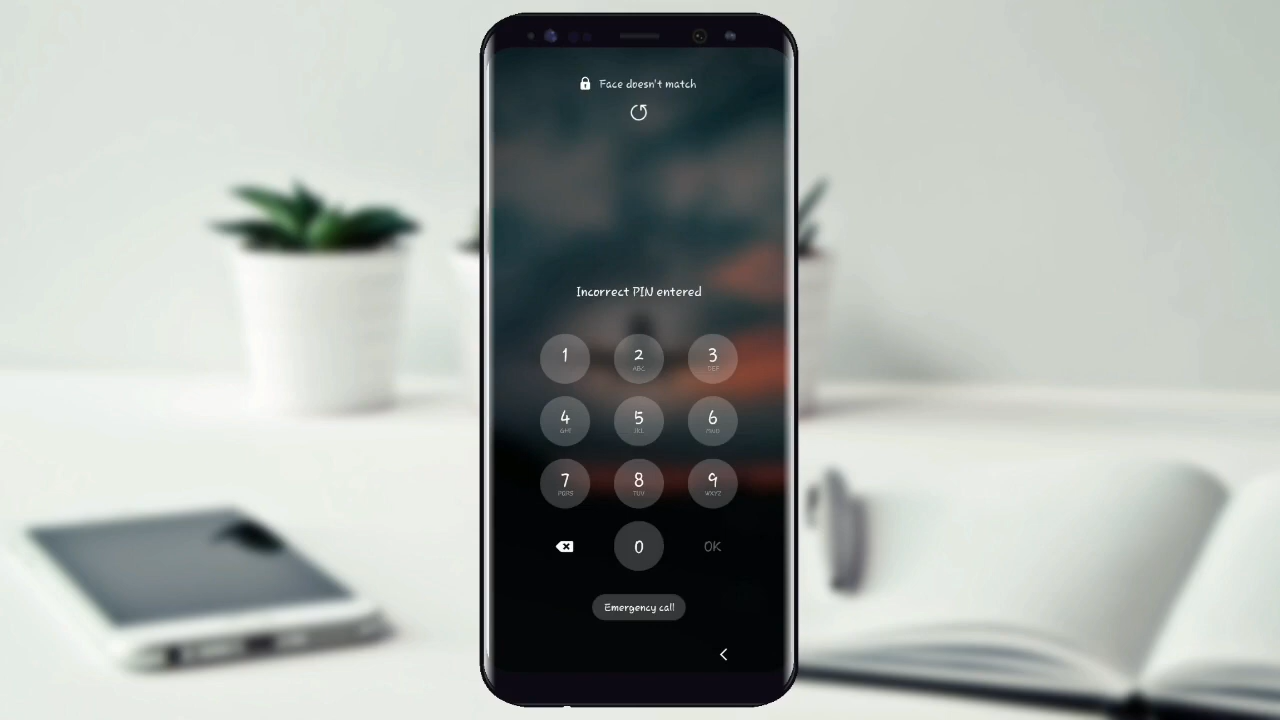 Face doesn't match
Incorrect PIN entered
1
2
ABC
3
DEF
4
GHI
5
JKL
6
MNO
7
PQRS
8
TUV
9
WXYZ
0
OK
Emergency call